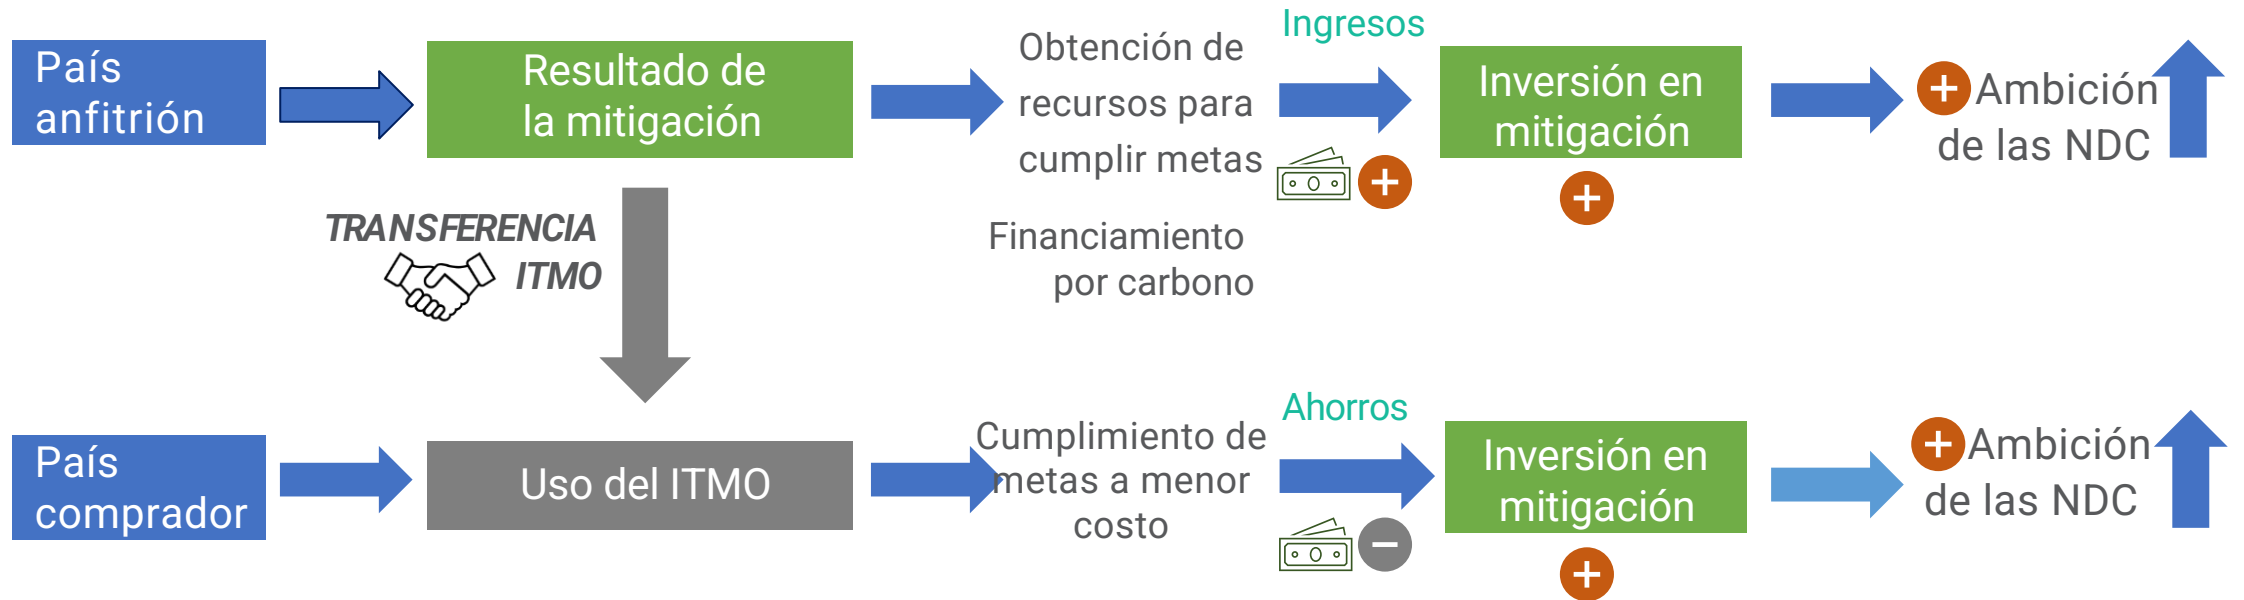 País
anfitrión
Resultado de
la mitigación
Obtención de
recursos para
cumplir metas
Ingresos
Inversión en
mitigación
Ambición
de las NDC
TRANSFERENCIA
ITMO
Financiamiento
por carbono
País
comprador
Uso del ITMO
Cumplimiento de
metas a menor
costo
Ahorros
Inversión en
mitigación
Ambición
de las NDC